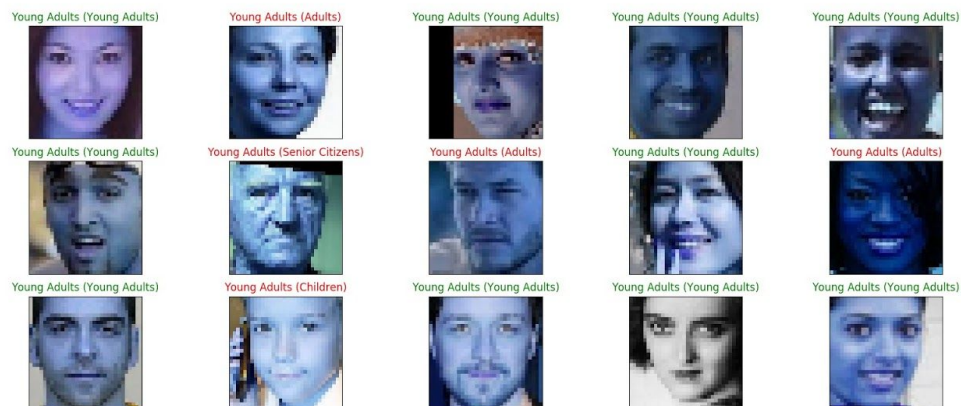 Young Adults (Young Adults) Young Adults (Adults) Young Adults (Young Adults) Young Adults (Young Adults) Young Adults (Young Adults)
Young Adults (Young Adults) Young Adults (Senior Citizens) Young Adults (Adults) Young Adults (Young Adults) Young Adults (Adults)
Young Adults (Young Adults) Young Adults (Children) Young Adults (Young Adults) Young Adults (Young Adults) Young Adults (Young Adults)